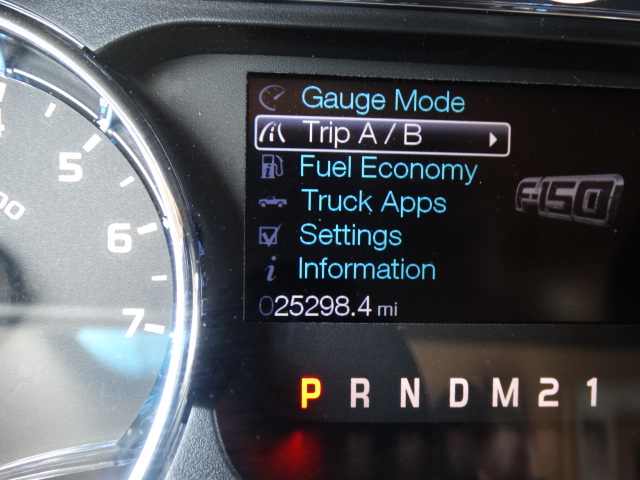 Gauge Mode
Trip A / B
Fuel Economy
Truck Apps
F-150
Settings
Information
025298.4 mi
P R N D M 2 1
5
6
7